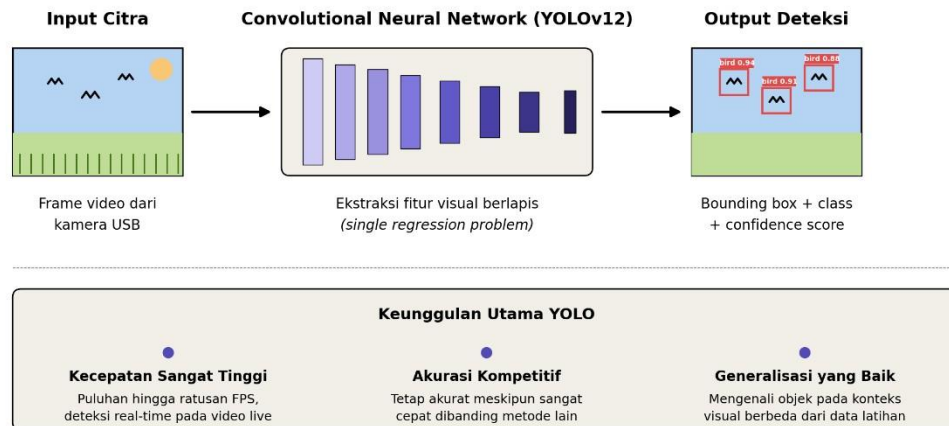 Input Citra
Convolutional Neural Network (YOLOv12)
Output Deteksi
bird 0.94
bird 0.91
bird 0.88
Frame video dari
kamera USB
Ekstraksi fitur visual berlapis
(single regression problem)
Bounding box + class
+ confidence score
Keunggulan Utama YOLO
Kecepatan Sangat Tinggi
Puluhan hingga ratusan FPS,
deteksi real-time pada video live
Akurasi Kompetitif
Tetap akurat meskipun sangat
cepat dibanding metode lain
Generalisasi yang Baik
Mengenali objek pada konteks
visual berbeda dari data latihan